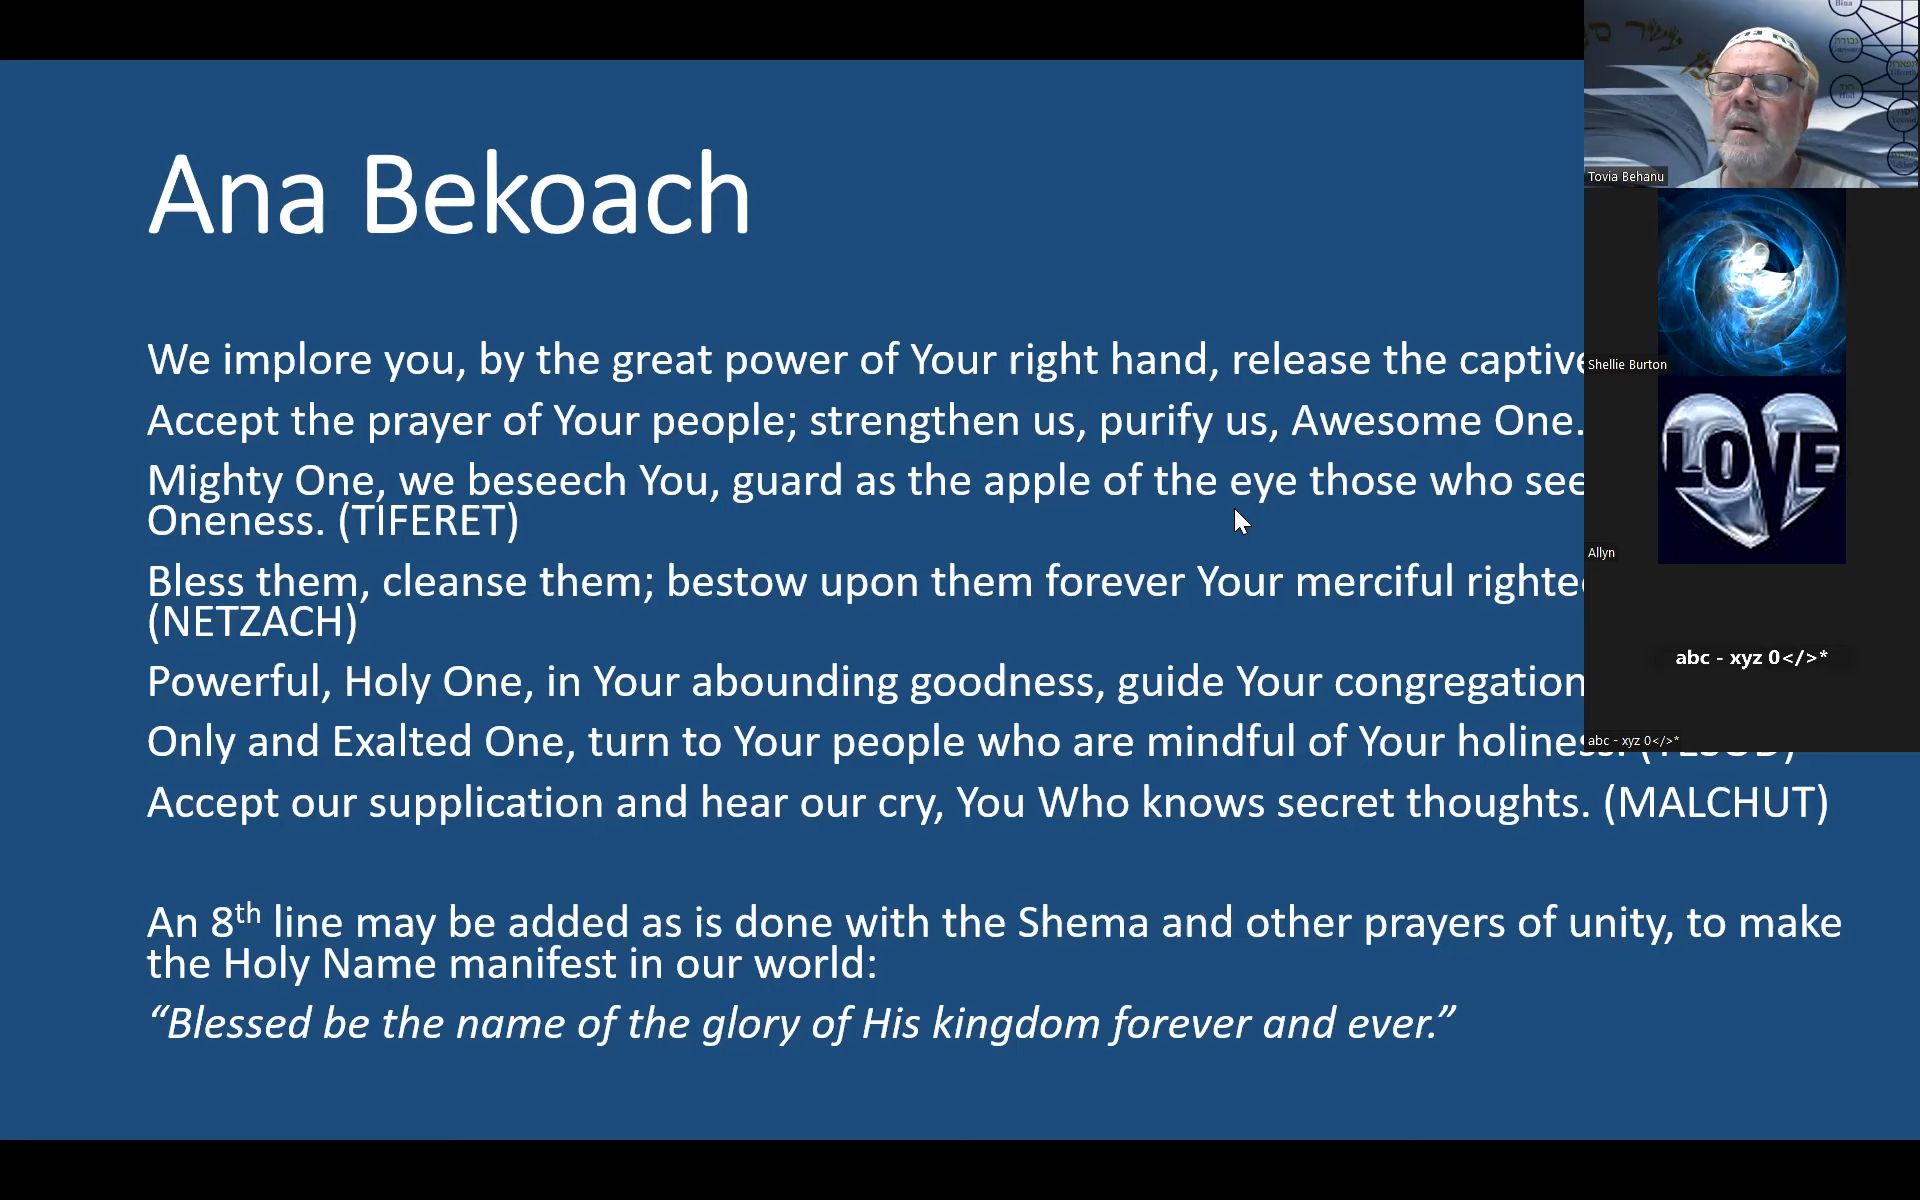 Ana Bekoach
We implore you, by the great power of Your right hand, release the captive
Accept the prayer of Your people; strengthen us, purify us, Awesome One.
Mighty One, we beseech You, guard as the apple of the eye those who see
Oneness. (TIFERET)
Bless them, cleanse them; bestow upon them forever Your merciful righte
(NETZACH)
Powerful, Holy One, in Your abounding goodness, guide Your congregation
Only and Exalted One, turn to Your people who are mindful of Your holiness. (YESOD)
Accept our supplication and hear our cry, You Who knows secret thoughts. (MALCHUT)
An 8th line may be added as is done with the Shema and other prayers of unity, to make
the Holy Name manifest in our world:
“Blessed be the name of the glory of His kingdom forever and ever.”
Tovia Behanu
Shellie Burton
LOVE
Allyn
abc - xyz 0</>*
abc - xyz 0</>*